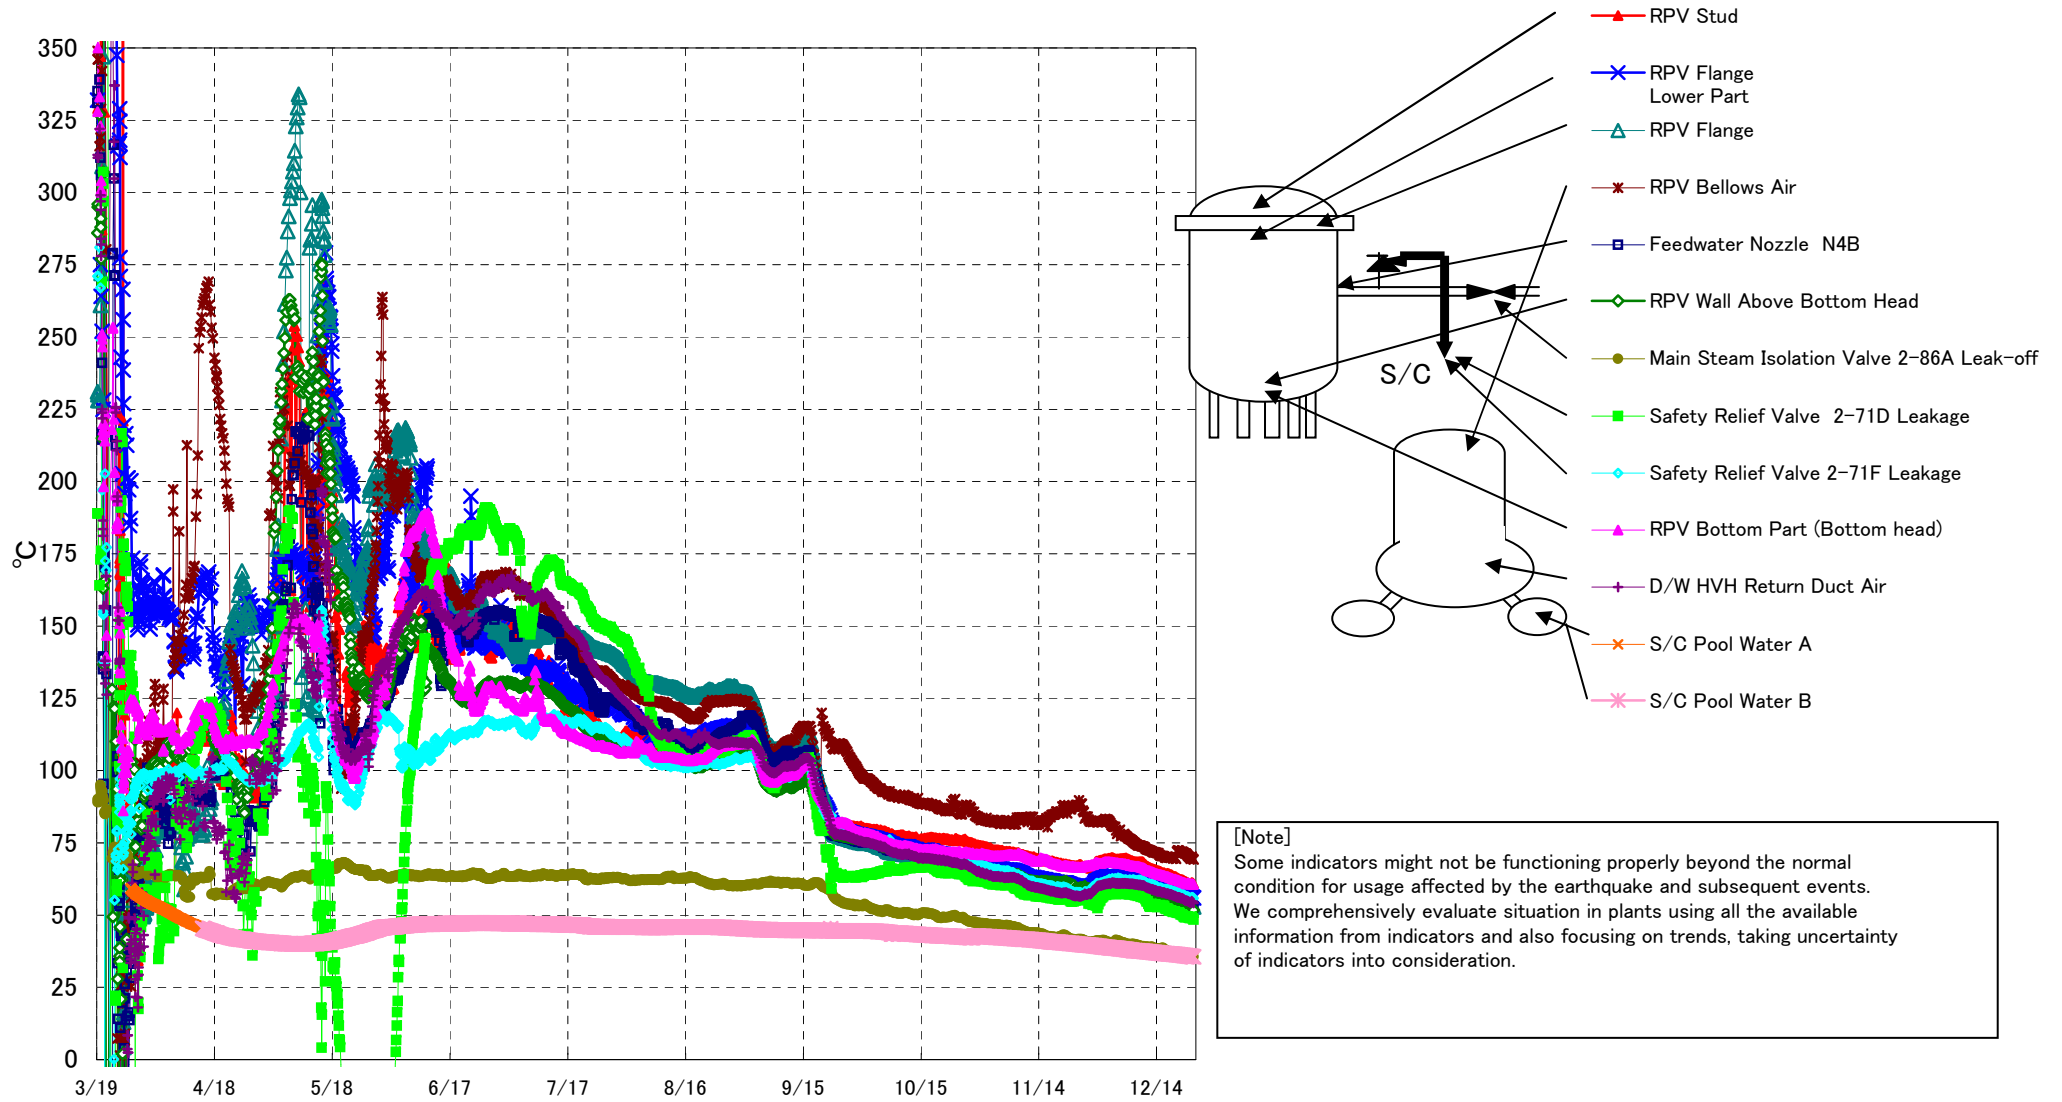 350
325
300
275
250
225
200
175
150
125
100
75
50
25
0
℃
3/19
4/18
5/18
6/17
7/17
8/16
9/15
10/15
11/14
12/14
RPV Stud
RPV Flange
Lower Part
RPV Flange
RPV Bellows Air
Feedwater Nozzle N4B
RPV Wall Above Bottom Head
Main Steam Isolation Valve 2-86A Leak-off
Safety Relief Valve 2-71D Leakage
Safety Relief Valve 2-71F Leakage
RPV Bottom Part (Bottom head)
D/W HVH Return Duct Air
S/C Pool Water A
S/C Pool Water B
S/C
[Note]
Some indicators might not be functioning properly beyond the normal
condition for usage affected by the earthquake and subsequent events.
We comprehensively evaluate situation in plants using all the available
information from indicators and also focusing on trends, taking uncertainty
of indicators into consideration.